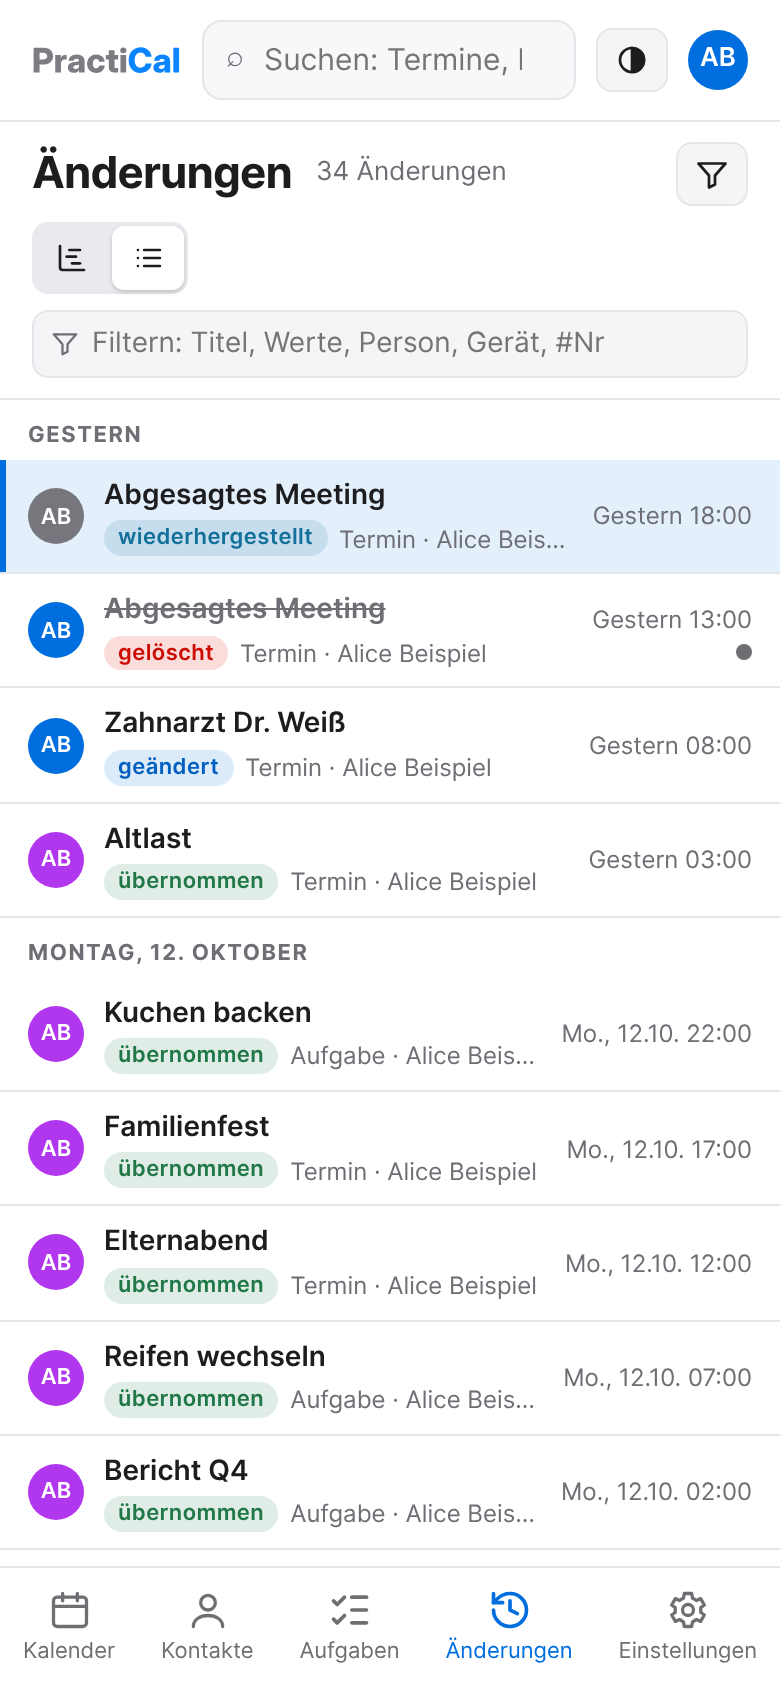 PractiCal
Suchen: Termine, 
AB
Änderungen
34 Änderungen
Filtern: Titel, Werte, Person, Gerät, #Nr
GESTERN
AB
Abgesagtes Meeting
wiederhergestellt Termin · Alice Beis...
Gestern 18:00
AB
Abgesagtes Meeting
gelöscht Termin · Alice Beispiel
Gestern 13:00
AB
Zahnarzt Dr. Weiß
geändert Termin · Alice Beispiel
Gestern 08:00
AB
Altlast
übernommen Termin · Alice Beispiel
Gestern 03:00
MONTAG, 12. OKTOBER
AB
Kuchen backen
übernommen Aufgabe · Alice Beis...
Mo., 12.10. 22:00
AB
Familienfest
übernommen Termin · Alice Beispiel
Mo., 12.10. 17:00
AB
Elternabend
übernommen Termin · Alice Beispiel
Mo., 12.10. 12:00
AB
Reifen wechseln
übernommen Aufgabe · Alice Beis...
Mo., 12.10. 07:00
AB
Bericht Q4
übernommen Aufgabe · Alice Beis...
Mo., 12.10. 02:00
Kalender
Kontakte
Aufgaben
Änderungen
Einstellungen